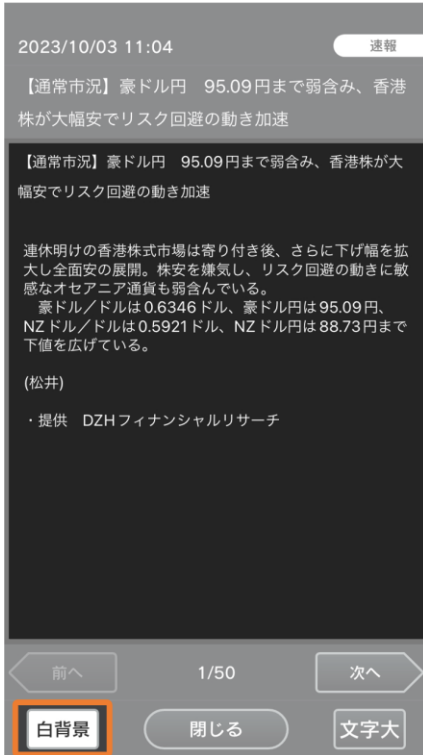 2023/10/03 11:04
速報
【通常市況】豪ドル円　95.09円まで弱含み、香港
株が大幅安でリスク回避の動き加速
【通常市況】豪ドル円　95.09円まで弱含み、香港株が大
幅安でリスク回避の動き加速
連休明けの香港株式市場は寄り付き後、さらに下げ幅を拡
大し全面安の展開。株安を嫌気し、リスク回避の動きに敏
感なオセアニア通貨も弱含んでいる。
　豪ドル／ドルは0.6346ドル、豪ドル円は95.09円、
NZドル／ドルは0.5921ドル、NZドル円は88.73円まで
下値を広げている。
(松井)
・提供　DZHフィナンシャルリサーチ
前へ
1/50
次へ
白背景
閉じる
文字大